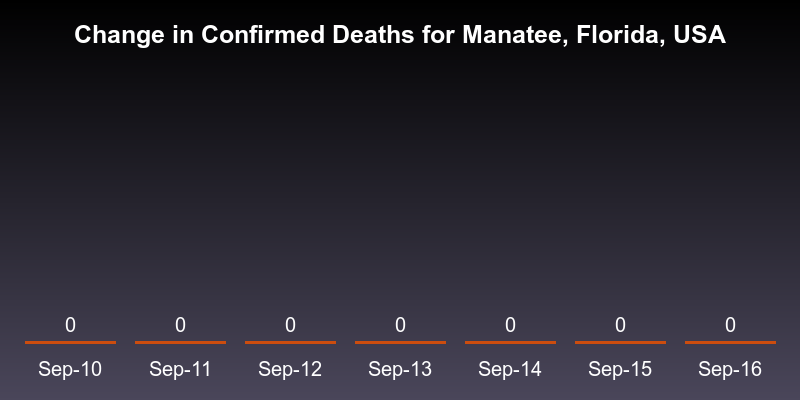 Change in Confirmed Deaths for Manatee, Florida, USA
0 0 0 0 0 0 0
Sep-10 Sep-11 Sep-12 Sep-13 Sep-14 Sep-15 Sep-16